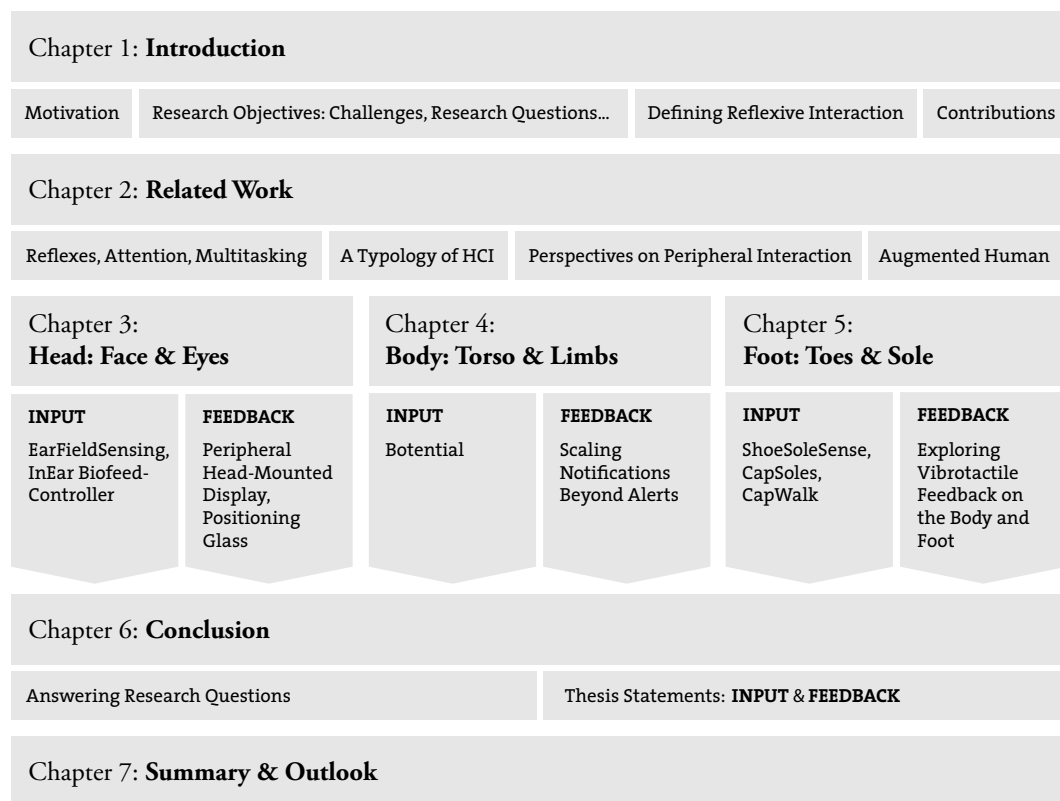 Chapter 1: Introduction
Motivation
Research Objectives: Challenges, Research Questions...
Defining Reflexive Interaction
Contributions
Chapter 2: Related Work
Reflexes, Attention, Multitasking
A Typology of HCI
Perspectives on Peripheral Interaction
Augmented Human
Chapter 3:
Head: Face & Eyes
INPUT
EarFieldSensing,
InEar Biofeed-
Controller
FEEDBACK
Peripheral
Head-Mounted
Display,
Positioning
Glass
Chapter 4:
Body: Torso & Limbs
INPUT
Botential
FEEDBACK
Scaling
Notifications
Beyond Alerts
Chapter 5:
Foot: Toes & Sole
INPUT
ShoeSoleSense,
CapSoles,
CapWalk
FEEDBACK
Exploring
Vibrotactile
Feedback on
the Body and
Foot
Chapter 6: Conclusion
Answering Research Questions
Thesis Statements: INPUT & FEEDBACK
Chapter 7: Summary & Outlook